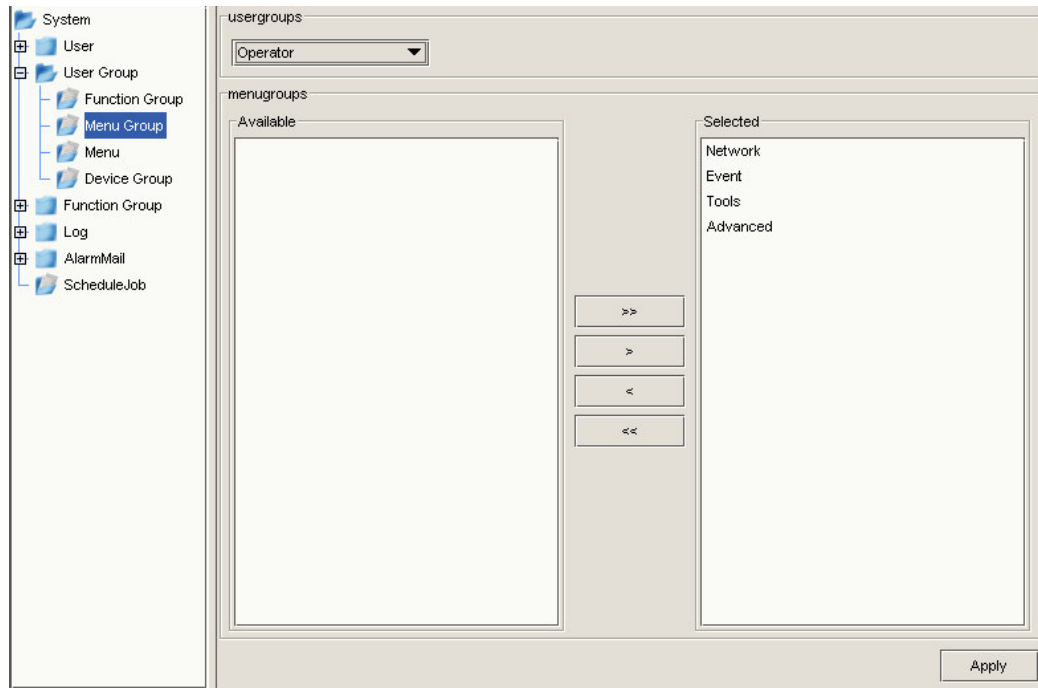 System
User
User Group
Function Group
Menu Group
Menu
Device Group
Function Group
Log
AlarmMail
ScheduleJob
usergroups
Operator
menugroups
Available
>>
>
<
<<
Selected
Network
Event
Tools
Advanced
Apply